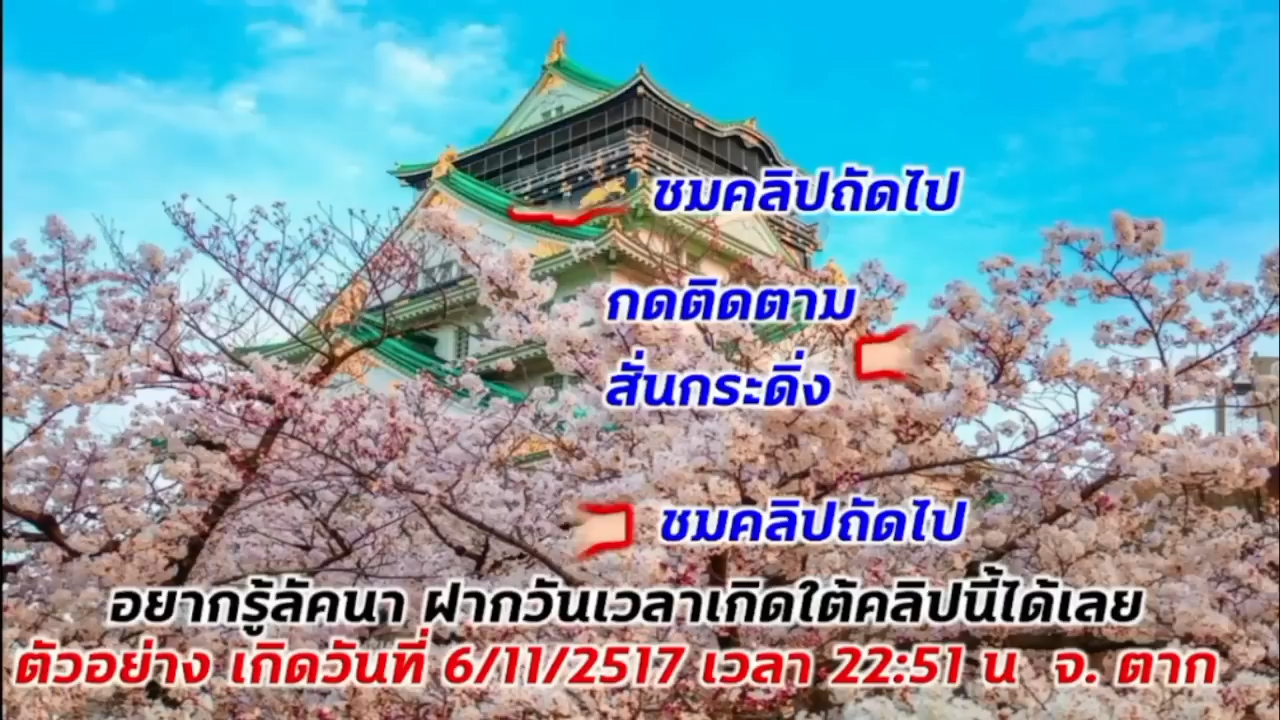 ชมคลิปถัดไป
กดติดตาม
สั่นกระดิ่ง
ชมคลิปถัดไป
อยากรู้ลัคนา ฝากวันเวลาเกิดใต้คลิปนี้ได้เลย
ตัวอย่าง เกิดวันที่ 6/11/2517 เวลา 22:51 น จ. ตาก